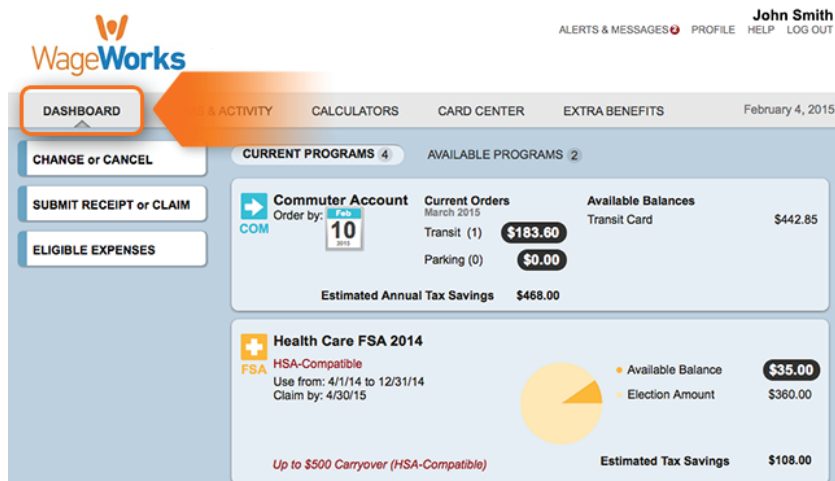 John Smith
ALERTS & MESSAGES 2 PROFILE HELP LOG OUT
WageWorks
DASHBOARD & ACTIVITY CALCULATORS CARD CENTER EXTRA BENEFITS February 4, 2015
CHANGE or CANCEL
SUBMIT RECEIPT or CLAIM
ELIGIBLE EXPENSES
CURRENT PROGRAMS 4 AVAILABLE PROGRAMS 2
COM
Commuter Account
Order by: Feb 10 2015
Current Orders
March 2015
Transit (1) $183.60
Parking (0) $0.00
Available Balances
Transit Card $442.85
Estimated Annual Tax Savings $468.00
FSA
Health Care FSA 2014
HSA-Compatible
Use from: 4/1/14 to 12/31/14
Claim by: 4/30/15
Available Balance $35.00
Election Amount $360.00
Up to $500 Carryover (HSA-Compatible)
Estimated Tax Savings $108.00